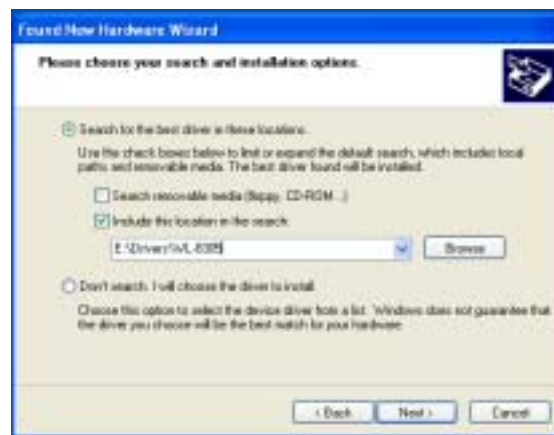 Found New Hardware Wizard
Please choose your search and installation options.
Search for the best driver in these locations.
Use the check boxes below to limit or expand the default search, which includes local
paths and removable media. The best driver found will be installed.
Search removable media (floppy, CD-ROM...)
Include this location in the search:
E:\Drivers\WL-
Browse
Don't search. I will choose the driver to install.
Choose this option to select the device driver from a list. Windows does not guarantee that
the driver you choose will be the best match for your hardware.
< Back
Next >
Cancel